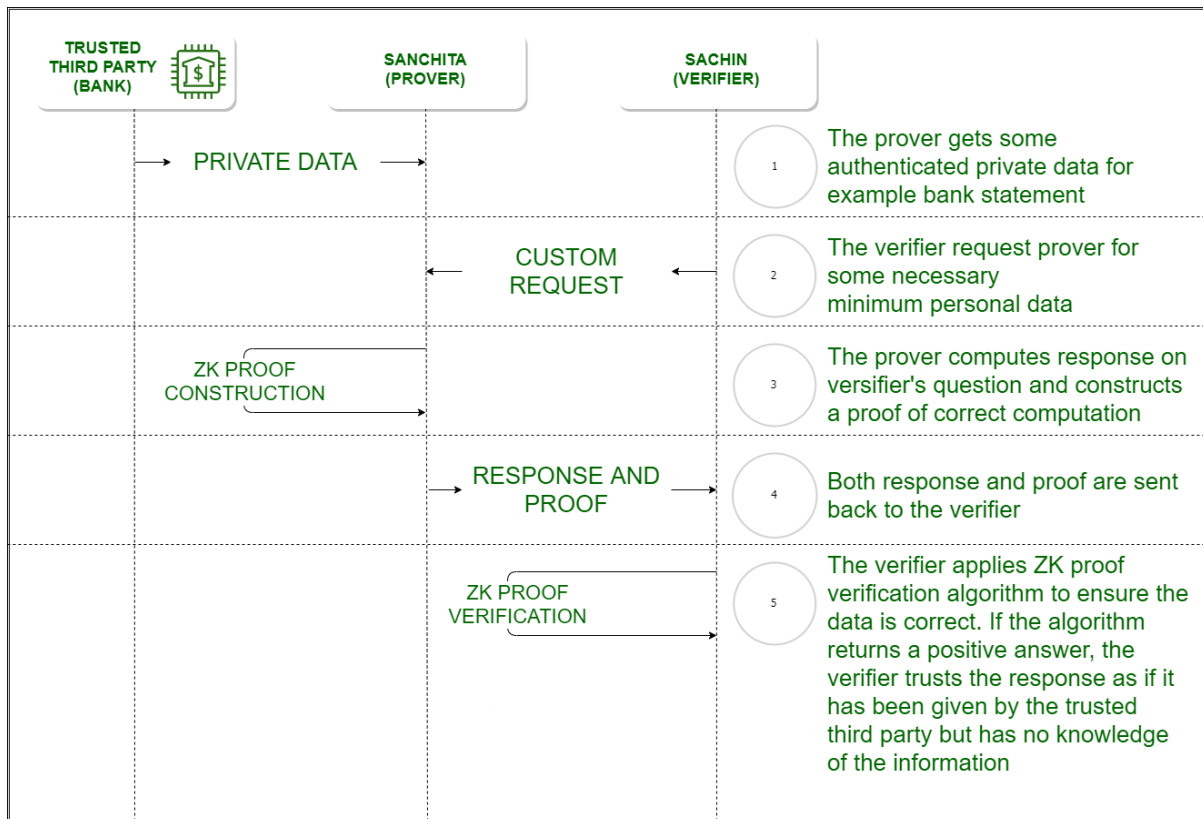 TRUSTED
THIRD PARTY
(BANK)
$
SANCHITA
(PROVER)
SACHIN
(VERIFIER)
PRIVATE DATA
1
The prover gets some
authenticated private data for
example bank statement
CUSTOM
REQUEST
2
The verifier request prover for
some necessary
minimum personal data
ZK PROOF
CONSTRUCTION
3
The prover computes response on
versifier's question and constructs
a proof of correct computation
RESPONSE AND
PROOF
4
Both response and proof are sent
back to the verifier
ZK PROOF
VERIFICATION
5
The verifier applies ZK proof
verification algorithm to ensure the
data is correct. If the algorithm
returns a positive answer, the
verifier trusts the response as if it
has been given by the trusted
third party but has no knowledge
of the information